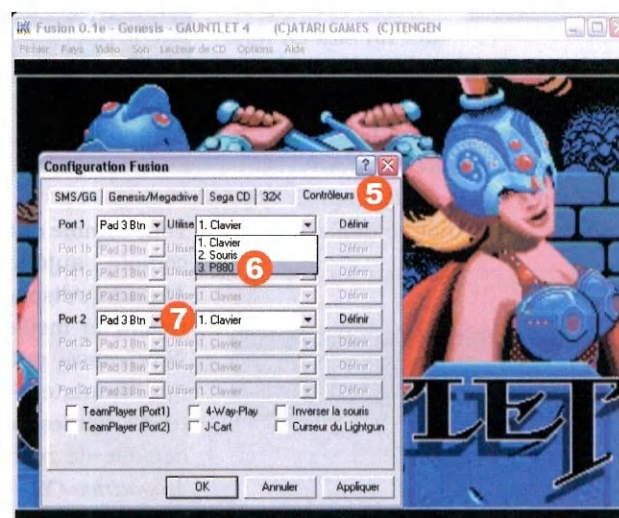 Fusion 0.1e - Genesis - GAUNTLET 4 (C)ATARI GAMES (C)TENGEN
Fichier Pays Vidéo Son Lecteur de CD Options Aide
Configuration Fusion
SMS/GG Genesis/Megadrive Sega CD 32X Contrôleurs 5
Port 1 Pad 3 Btn Utilise 1. Clavier Définir
1. Clavier
Port 1b Pad 3 Btn Utilise 2. Souris Définir
3. P880 6
Port 1c Pad 3 Btn Utilise Définir
Port 1d Pad 3 Btn Utilise 1. Clavier Définir
Port 2 Pad 3 Btn 7 1. Clavier Définir
Port 2b Pad 3 Btn Utilise 1. Clavier Définir
Port 2c Pad 3 Btn Utilise 1. Clavier Définir
Port 2d Pad 3 Btn Utilise 1. Clavier Définir
TeamPlayer (Port1) 4-Way-Play Inverser la souris
TeamPlayer (Port2) J-Cart Curseur du Lightgun
LET
OK Annuler Appliquer